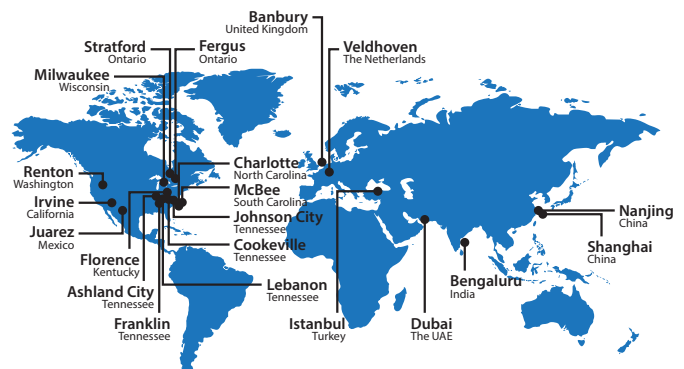 Banbury
United Kingdom
Stratford
Ontario
Fergus
Ontario
Veldhoven
The Netherlands
Milwaukee
Wisconsin
Charlotte
North Carolina
Renton
Washington
McBee
South Carolina
Irvine
California
Johnson City
Tennessee
Nanjing
China
Juarez
Mexico
Cookeville
Tennessee
Shanghai
China
Florence
Kentucky
Ashland City
Tennessee
Lebanon
Tennessee
Bengaluru
India
Franklin
Tennessee
Istanbul
Turkey
Dubai
The UAE